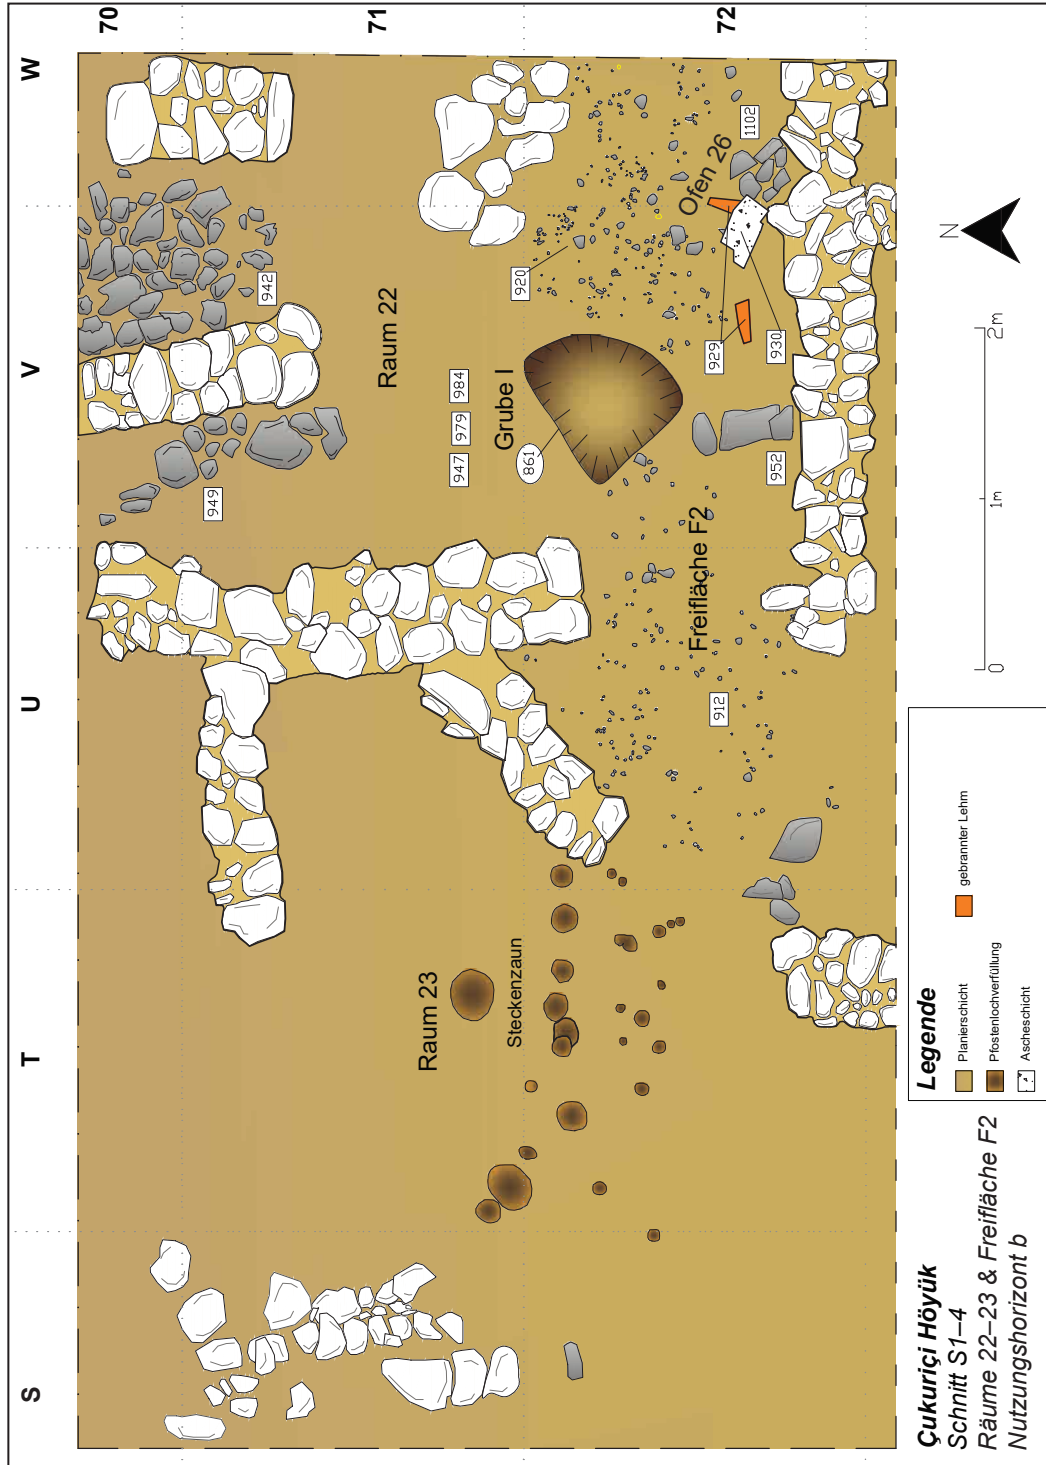 S T U V W
70
71
72
942
949
Raum 22
947 979 984
Grube I
861
920
Ofen 26
1102
929
930
952
Freifläche F2
912
Raum 23
Steckenzaun
N
0 1m 2m
Legende
Planierschicht
Pfostenlochverfüllung
Ascheschicht
gebrannter Lehm
Çukuriçi Höyük
Schnitt S1–4
Räume 22–23 & Freifläche F2
Nutzungshorizont b